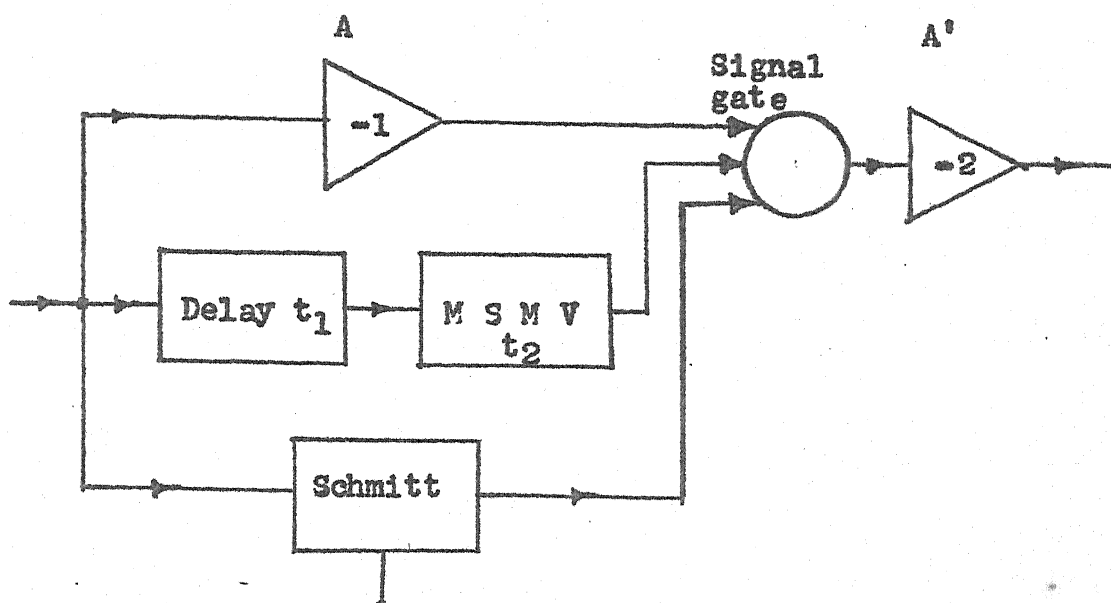 A
A'
Signal
gate
-1
-2
Delay t₁
M S M V
t₂
Schmitt